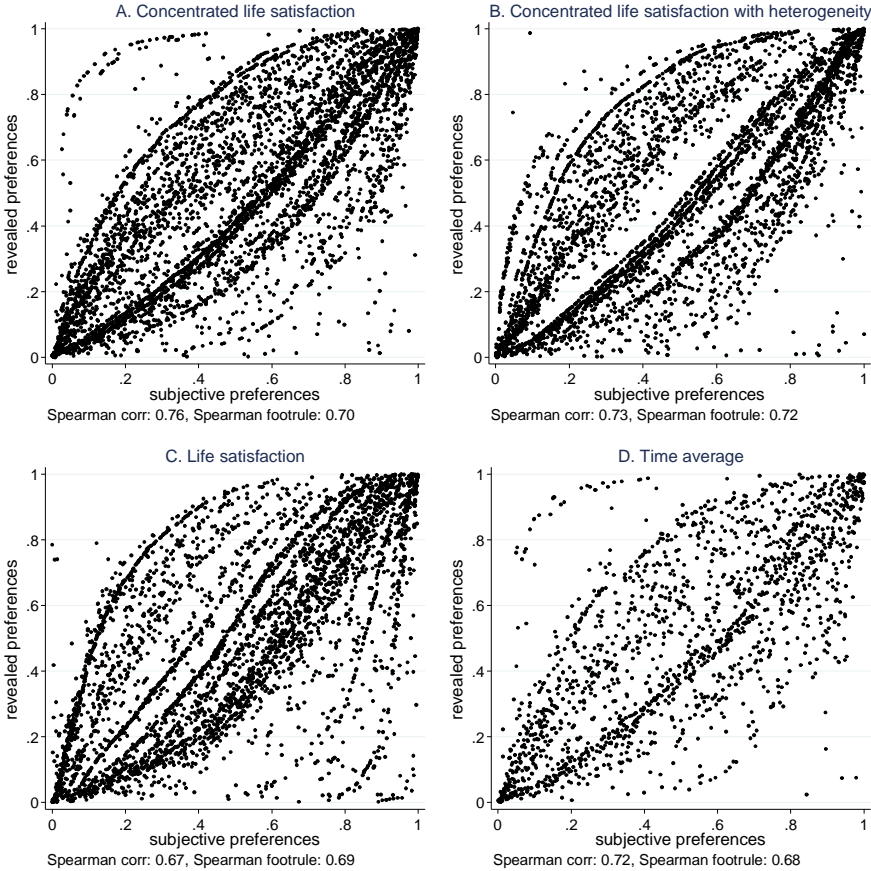 A. Concentrated life satisfaction
revealed preferences
1
.8
.6
.4
.2
0
0 .2 .4 .6 .8 1
subjective preferences
Spearman corr: 0.76, Spearman footrule: 0.70
B. Concentrated life satisfaction with heterogeneity
revealed preferences
1
.8
.6
.4
.2
0
0 .2 .4 .6 .8 1
subjective preferences
Spearman corr: 0.73, Spearman footrule: 0.72
C. Life satisfaction
revealed preferences
1
.8
.6
.4
.2
0
0 .2 .4 .6 .8 1
subjective preferences
Spearman corr: 0.67, Spearman footrule: 0.69
D. Time average
revealed preferences
1
.8
.6
.4
.2
0
0 .2 .4 .6 .8 1
subjective preferences
Spearman corr: 0.72, Spearman footrule: 0.68